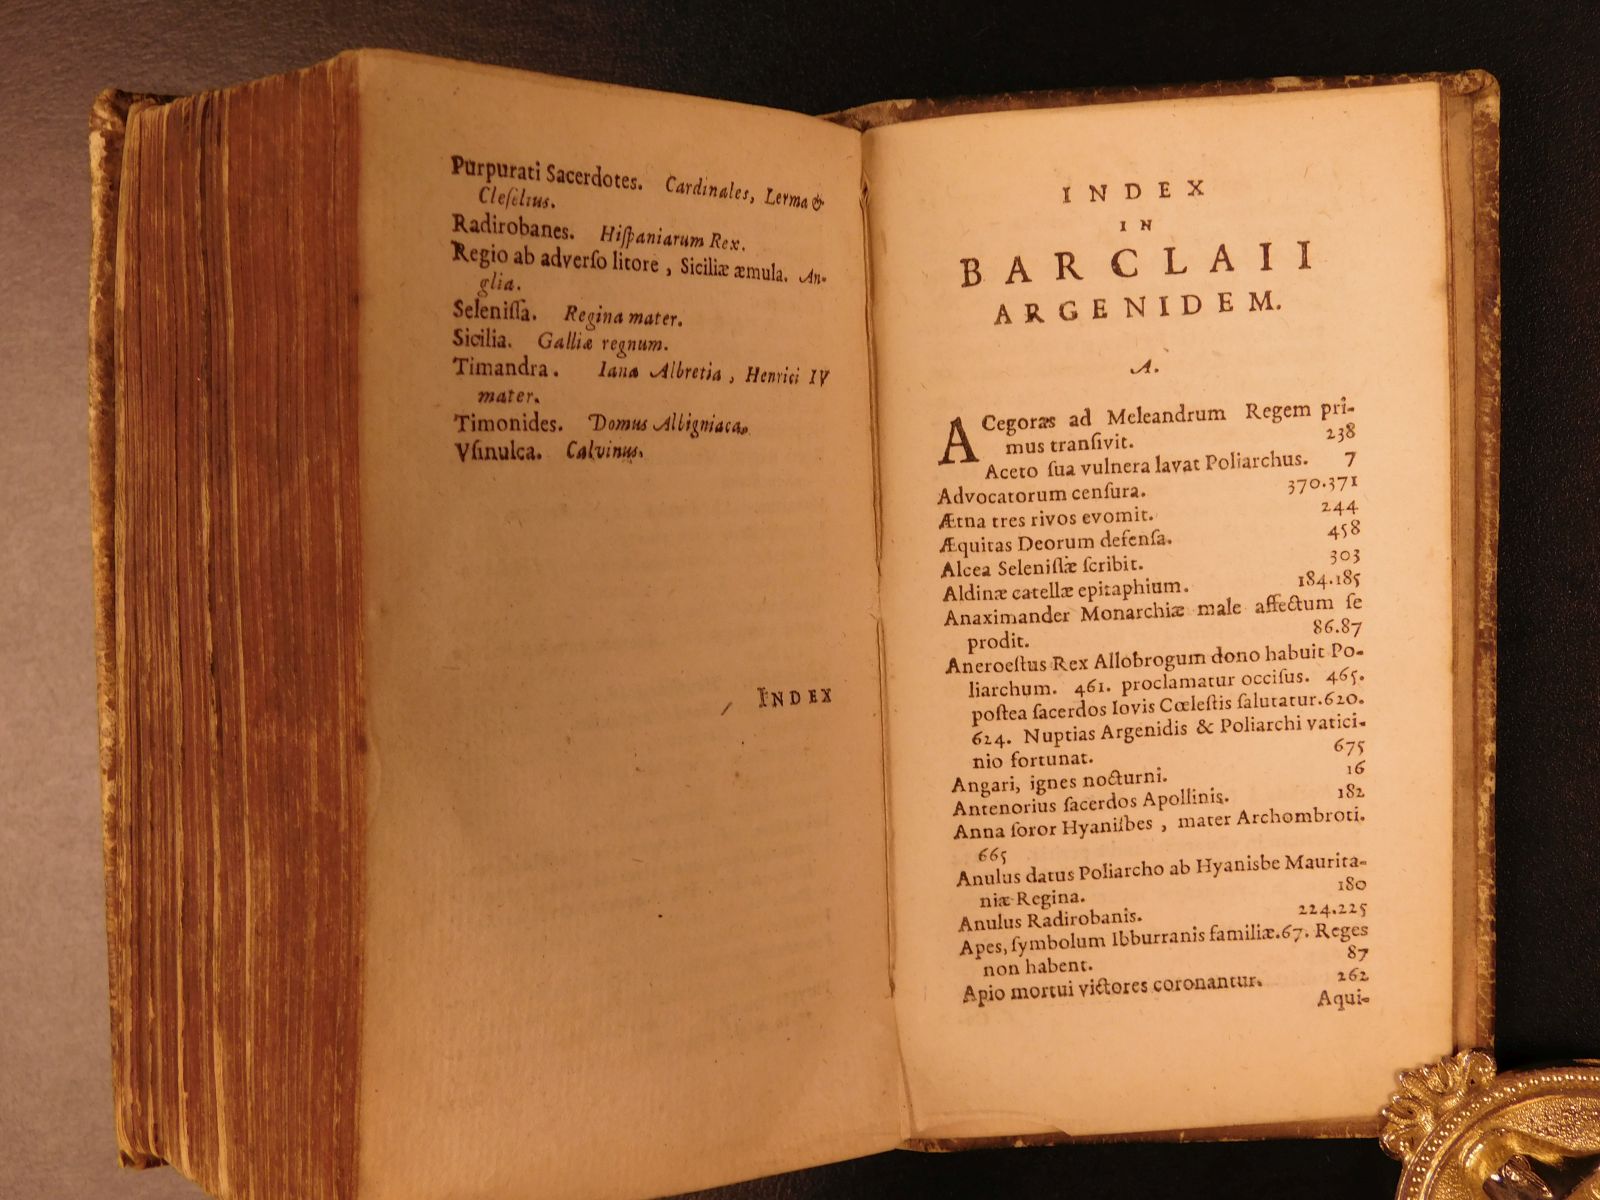 Purpurati Sacerdotes. Cardinales, Lerma &
Cleſelius.
Radirobanes. Hiſpaniarum Rex.
Regio ab adverſo litore, Siciliæ æmula. An-
glia.
Seleniſſa. Regina mater.
Sicilia. Galliæ regnum.
Timandra. Iana Albretia, Henrici IV
mater.
Timonides. Domus Albigniaca.
Vſinulca. Calvinus.
INDEX
INDEX
IN
BARCLAII
ARGENIDEM.
A.
ACegoras ad Meleandrum Regem pri-
mus tranſivit. 238
Aceto ſua vulnera lavat Poliarchus. 7
Advocatorum cenſura. 370.371
Ætna tres rivos evomit. 244
Æquitas Deorum defenſa. 458
Alcea Seleniſſæ ſcribit. 303
Aldinæ catellæ epitaphium. 184.185
Anaximander Monarchiæ male affectum ſe
prodit. 86.87
Aneroeſtus Rex Allobrogum dono habuit Po-
liarchum. 461. proclamatur occiſus. 465.
poſtea ſacerdos Iovis Cœleſtis ſalutatur. 620.
624. Nuptias Argenidis & Poliarchi vatici-
nio fortunat. 675
Angari, ignes nocturni. 16
Antenorius ſacerdos Apollinis. 182
Anna ſoror Hyaniſbes, mater Archombroti.
665
Anulus datus Poliarcho ab Hyanisbe Maurita-
niæ Regina. 180
Anulus Radirobanis. 224.225
Apes, ſymbolum Ibburranis familiæ. 67. Reges
non habent. 87
Apio mortui victores coronantur. 262
Aqui-